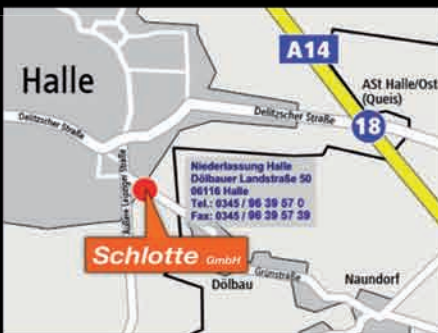 A14
Halle
ASt Halle/Ost
(Queis)
Delitzscher Straße
Delitzscher Straße
18
Äußere Leipziger Straße
Niederlassung Halle
Dölbauer Landstraße 50
06116 Halle
Tel.: 0345 / 96 39 57 0
Fax: 0345 / 96 39 57 39
Schlotte GmbH
Grünstraße
Dölbau
Naundorf